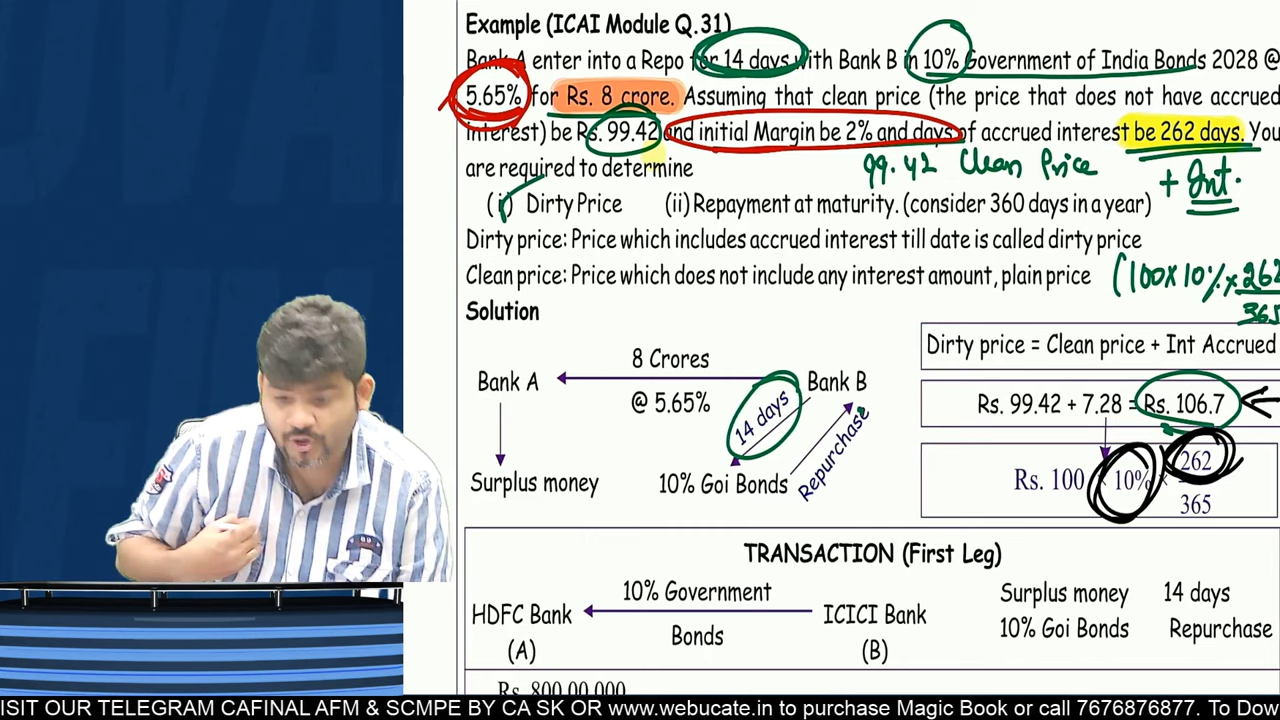 Example (ICAI Module Q.31)
Bank A enter into a Repo for 14 days with Bank B in 10% Government of India Bonds 2028 @
5.65% for Rs. 8 crore. Assuming that clean price (the price that does not have accrued
interest) be Rs. 99.42 and initial Margin be 2% and days of accrued interest be 262 days. You
are required to determine
99.42 Clean Price
+ Int.
(i) Dirty Price (ii) Repayment at maturity. (consider 360 days in a year)
Dirty price: Price which includes accrued interest till date is called dirty price
Clean price: Price which does not include any interest amount, plain price
(100x10%x262
365
Solution
8 Crores
Bank A
Bank B
@ 5.65%
14 days
Repurchase
Surplus money
10% Goi Bonds
Dirty price = Clean price + Int Accrued
Rs. 99.42 + 7.28 = Rs. 106.7
Rs. 100 × 10% × 262
365
TRANSACTION (First Leg)
10% Government
HDFC Bank
ICICI Bank
Bonds
(A)
(B)
Surplus money 14 days
10% Goi Bonds Repurchase
Rs. 800,00,000
ISIT OUR TELEGRAM CAFINAL AFM & SCMPE BY CA SK OR www.webucate.in to purchase Magic Book or call 7676876877. To Dow